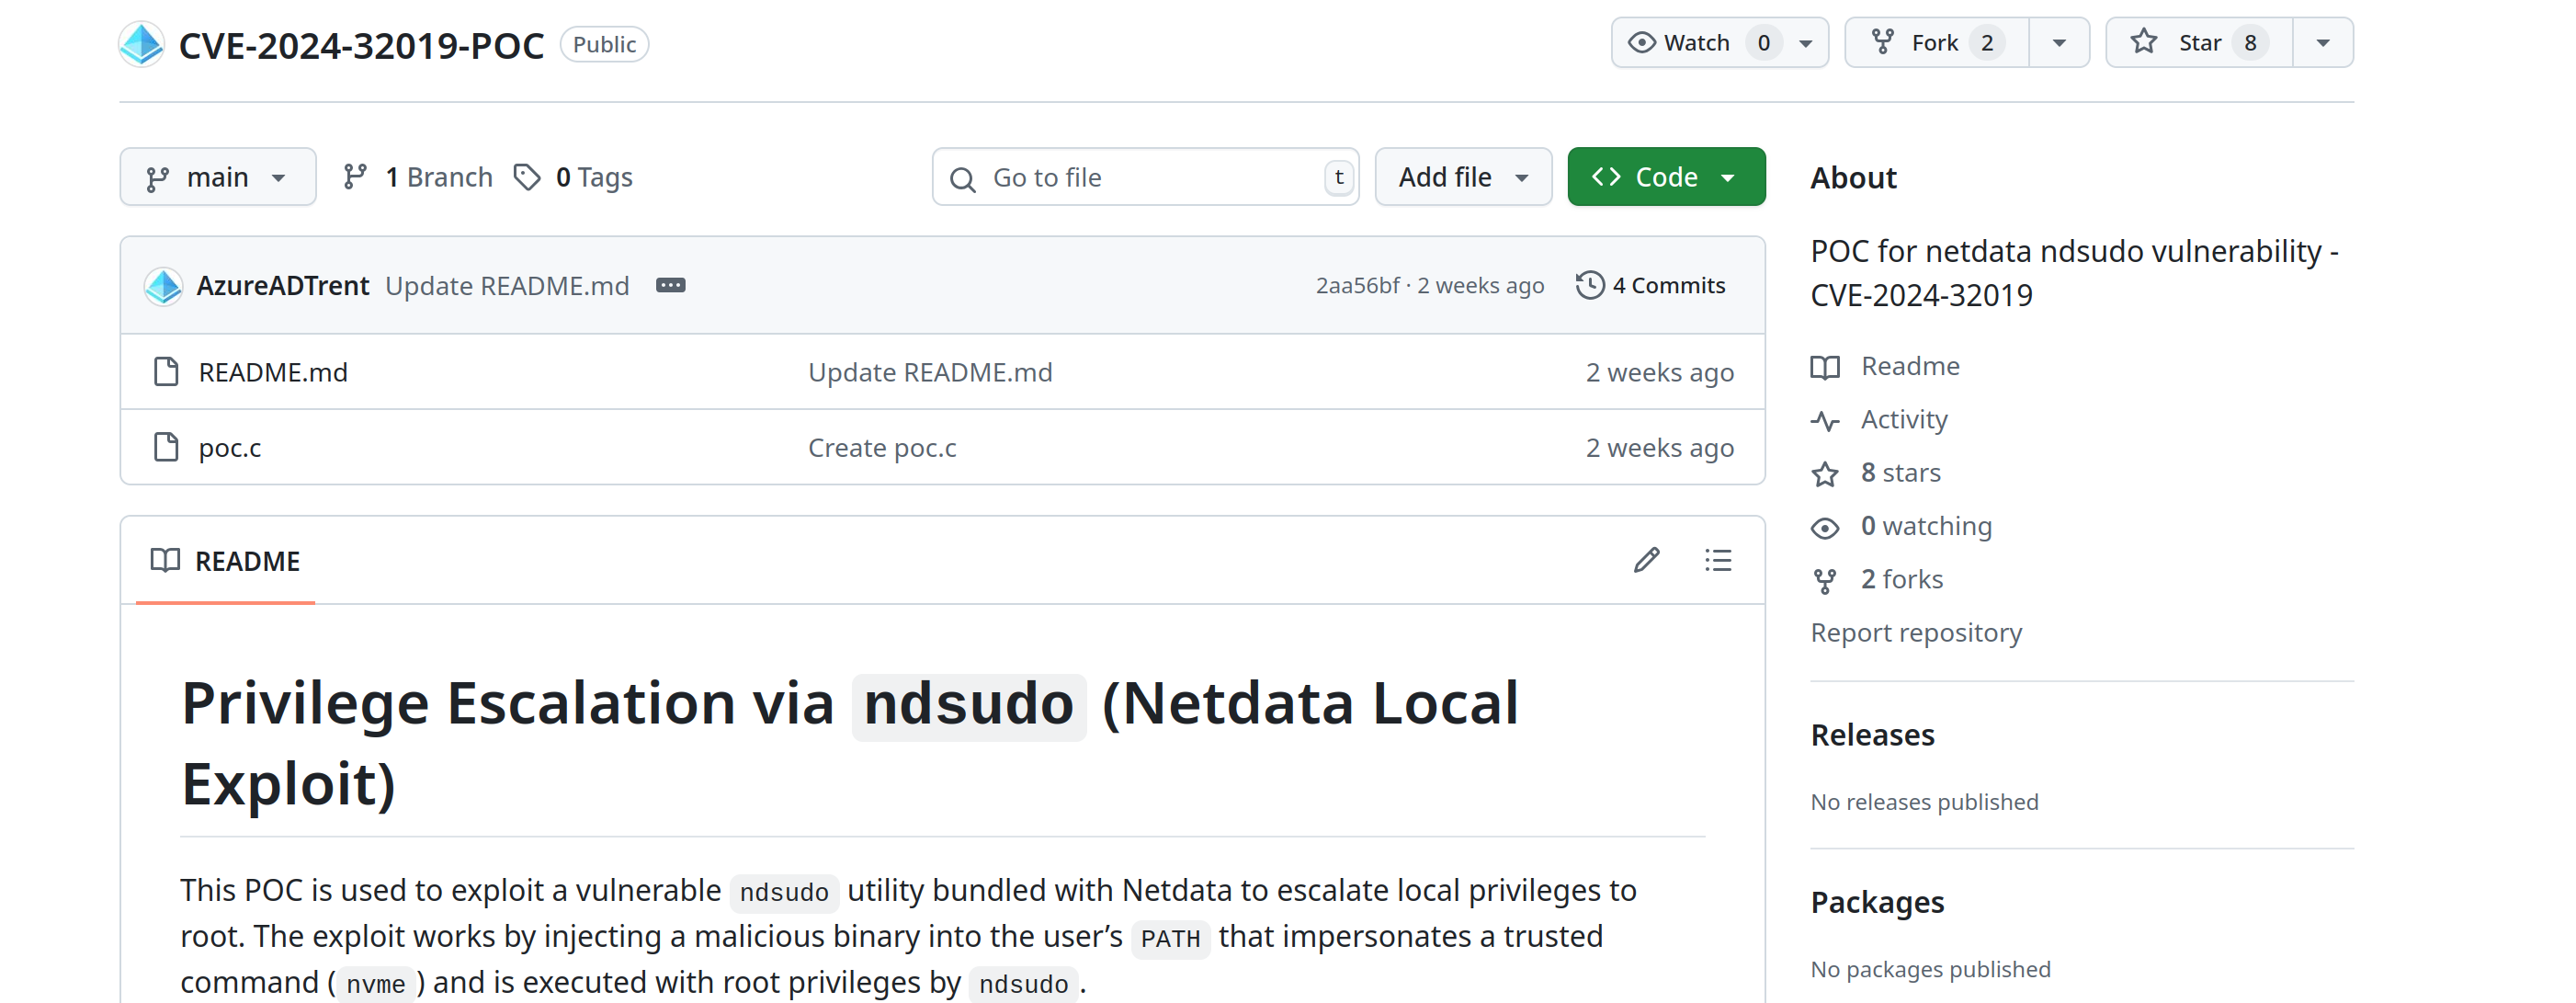 CVE-2024-32019-POC Public Watch 0 Fork 2 Star 8
main 1 Branch 0 Tags Go to file t Add file Code
AzureADTrent Update README.md 2aa56bf · 2 weeks ago 4 Commits
README.md Update README.md 2 weeks ago
poc.c Create poc.c 2 weeks ago
README
Privilege Escalation via ndsudo (Netdata Local
Exploit)
This POC is used to exploit a vulnerable ndsudo utility bundled with Netdata to escalate local privileges to
root. The exploit works by injecting a malicious binary into the user’s PATH that impersonates a trusted
command (nvme) and is executed with root privileges by ndsudo.
About
POC for netdata ndsudo vulnerability -
CVE-2024-32019
Readme
Activity
8 stars
0 watching
2 forks
Report repository
Releases
No releases published
Packages
No packages published